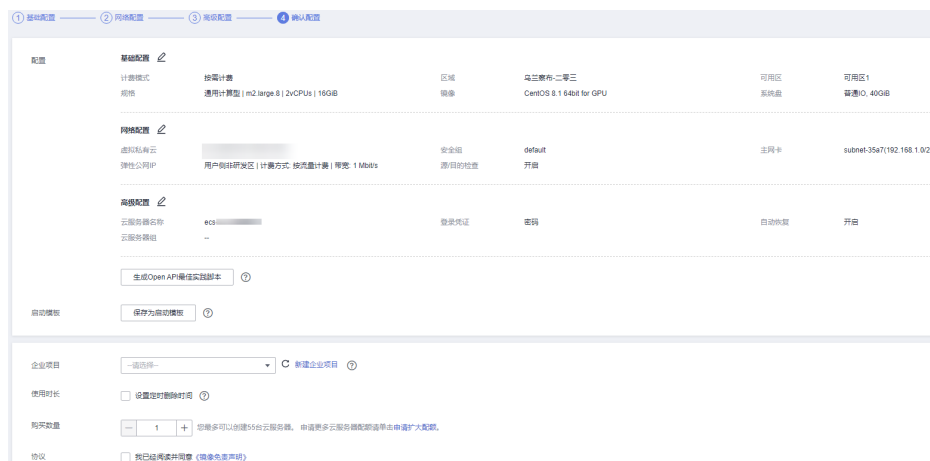 1 基础配置 2 网络配置 3 高级配置 4 确认配置
配置 基础配置
计费模式 按需计费 区域 乌兰察布-二零三 可用区 可用区1
规格 通用计算型 | m2.large.8 | 2vCPUs | 16GiB 镜像 CentOS 8.1 64bit for GPU 系统盘 普通IO, 40GiB
网络配置
虚拟私有云 安全组 default 主网卡 subnet-35a7(192.168.1.0/2
弹性公网IP 用户侧非研发区 | 计费方式: 按流量计费 | 带宽: 1 Mbit/s 源/目的检查 开启
高级配置
云服务器名称 ecs 登录凭证 密码 自动恢复 开启
云服务器组 --
生成Open API最佳实践脚本 ?
启动模板 保存为启动模板 ?
企业项目 --请选择-- 新建企业项目 ?
使用时长 设置定时删除时间 ?
购买数量 − 1 + 您最多可以创建55台云服务器。 申请更多云服务器配额请单击申请扩大配额。
协议 我已经阅读并同意《镜像免责声明》